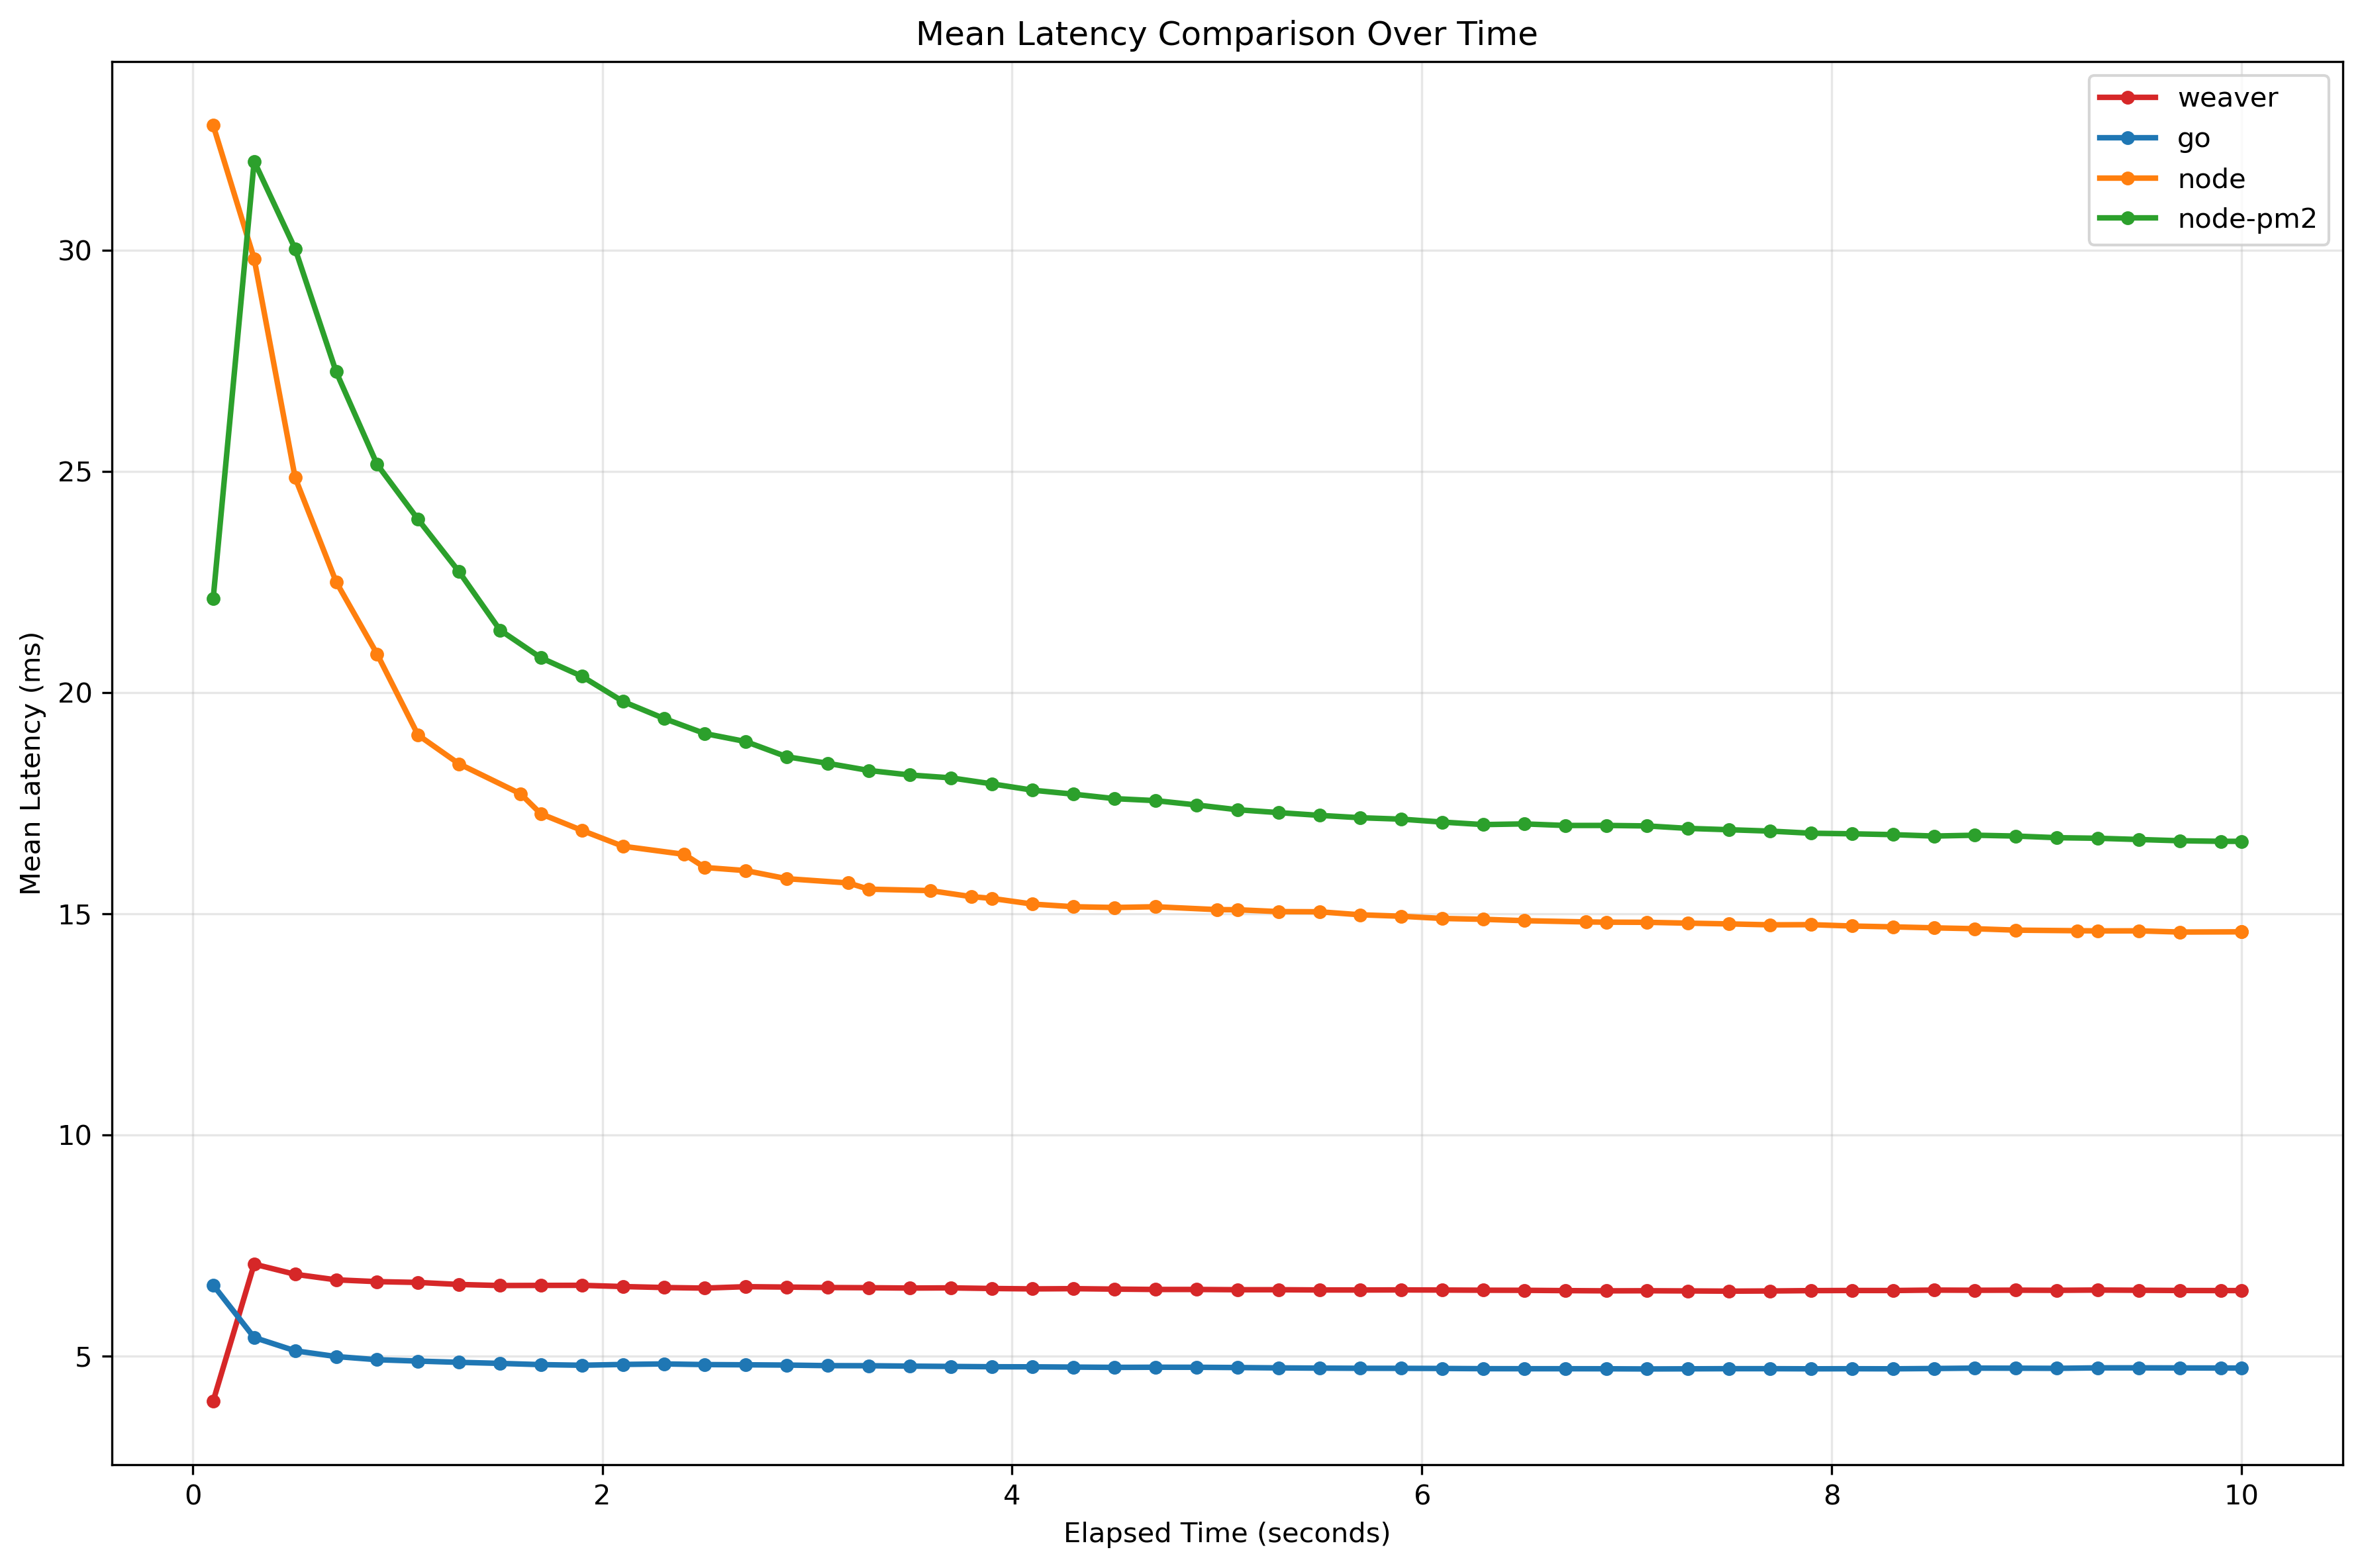 Mean Latency Comparison Over Time
weaver
go
node
node-pm2
Mean Latency (ms)
30
25
20
15
10
5
0
2
4
6
8
10
Elapsed Time (seconds)